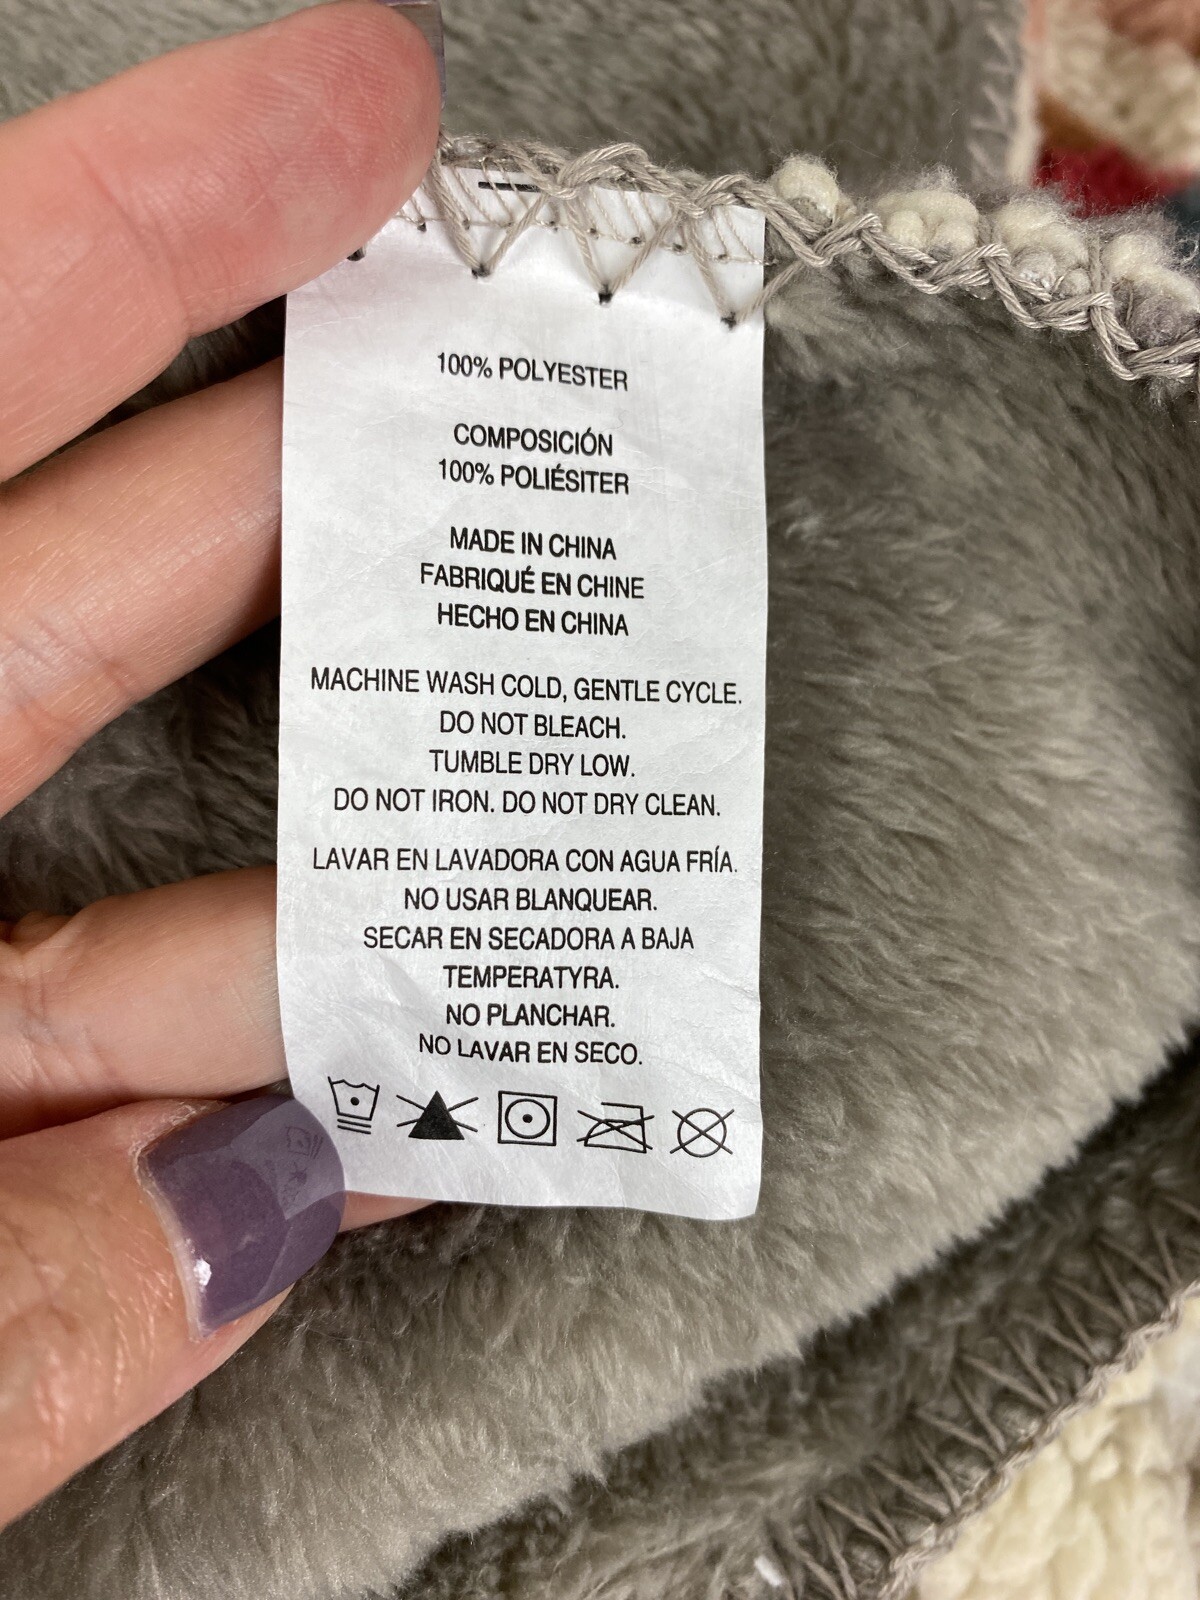 100% POLYESTER
COMPOSICIÓN
100% POLIÉSITER
MADE IN CHINA
FABRIQUÉ EN CHINE
HECHO EN CHINA
MACHINE WASH COLD, GENTLE CYCLE.
DO NOT BLEACH.
TUMBLE DRY LOW.
DO NOT IRON. DO NOT DRY CLEAN.
LAVAR EN LAVADORA CON AGUA FRÍA.
NO USAR BLANQUEAR.
SECAR EN SECADORA A BAJA
TEMPERATYRA.
NO PLANCHAR.
NO LAVAR EN SECO.